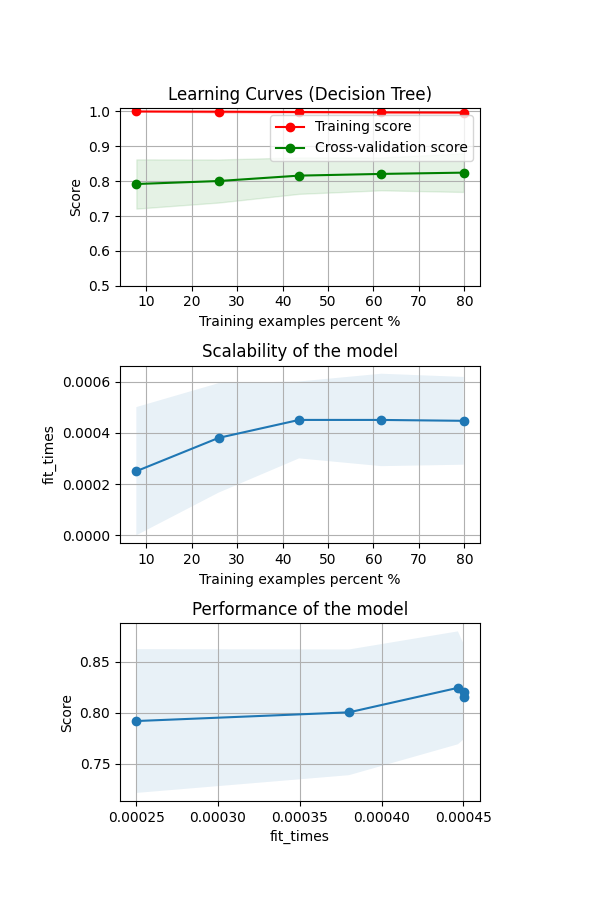 Learning Curves (Decision Tree)
1.0
0.9
0.8
0.7
0.6
0.5
Score
Training score
Cross-validation score
10 20 30 40 50 60 70 80
Training examples percent %
Scalability of the model
0.0006
0.0004
0.0002
0.0000
fit_times
10 20 30 40 50 60 70 80
Training examples percent %
Performance of the model
0.85
0.80
0.75
Score
0.00025 0.00030 0.00035 0.00040 0.00045
fit_times